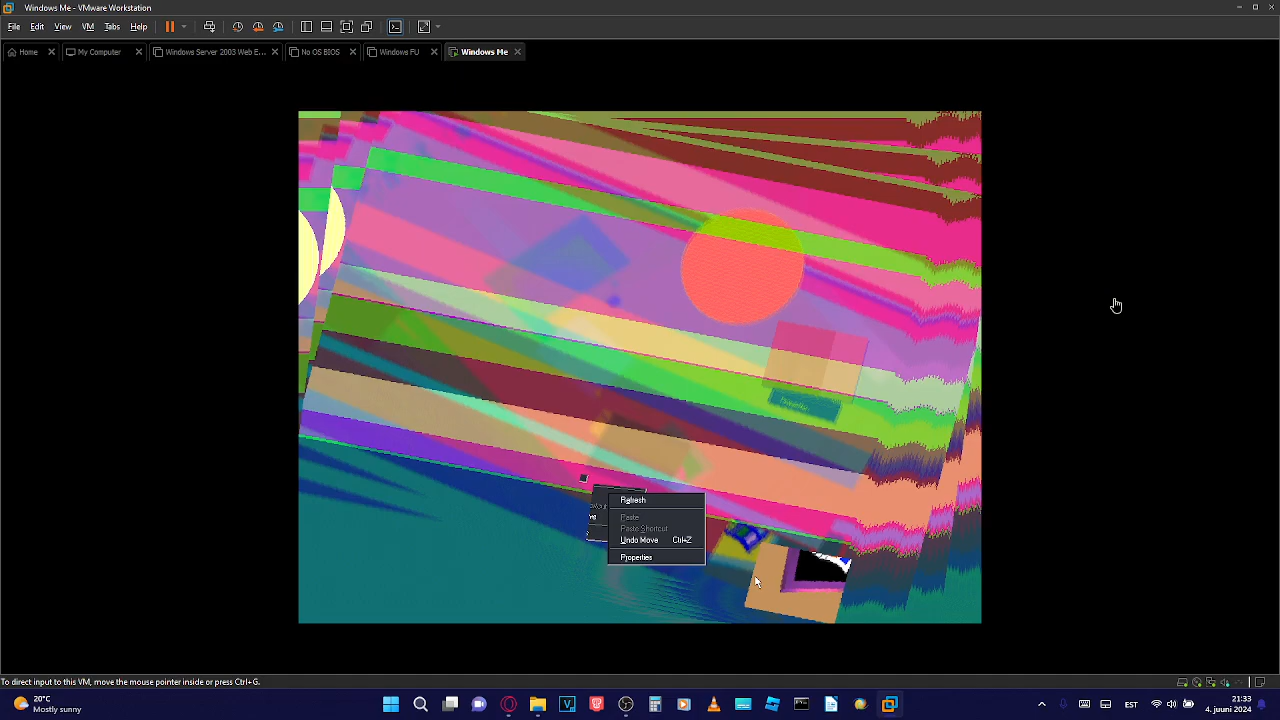 Windows Me - VMware Workstation
File Edit View VM Tabs Help
Home My Computer Windows Server 2003 Web E... No OS BIOS Windows FU Windows Me
Refresh
Paste
Paste Shortcut
Undo Move Ctrl+Z
Properties
To direct input to this VM, move the mouse pointer inside or press Ctrl+G.
20°C
Mostly sunny
EST
21:33
4. juuni 2024